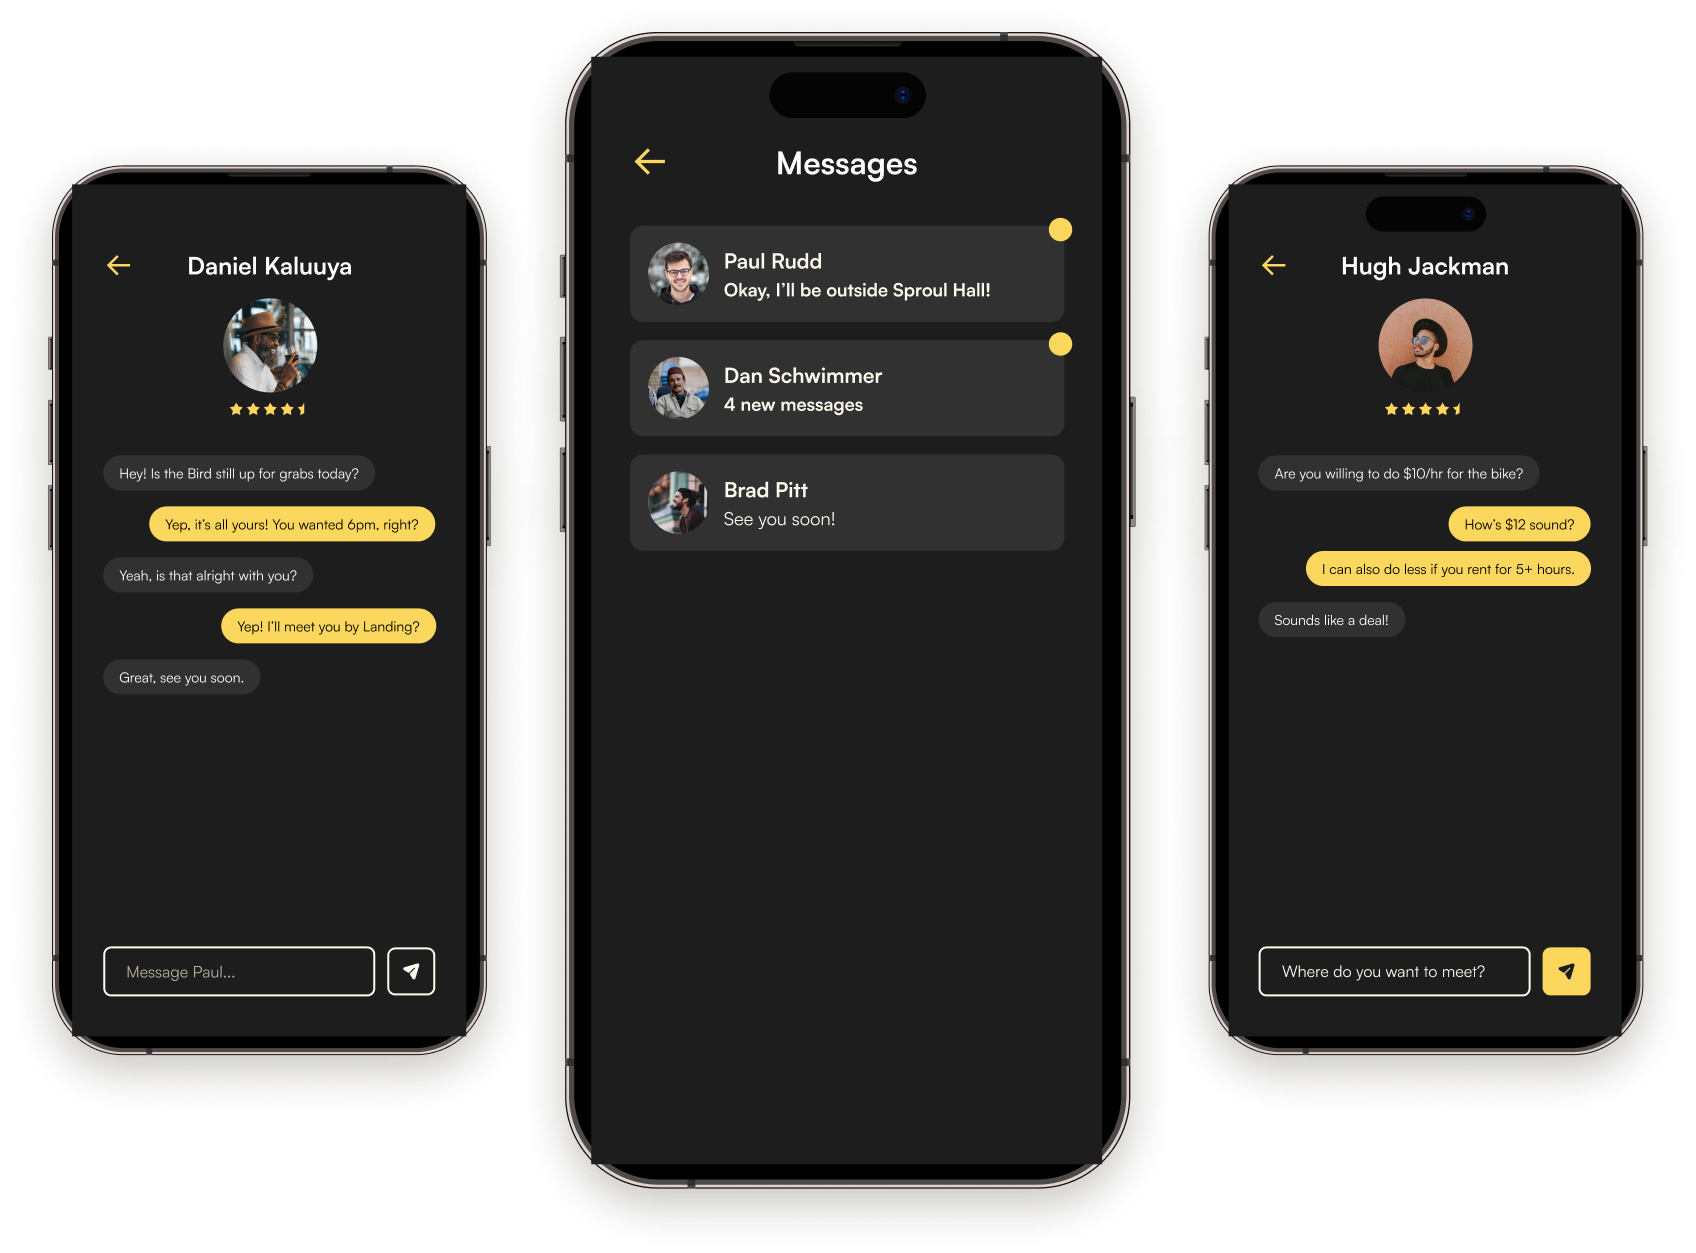 Daniel Kaluuya
Hey! Is the Bird still up for grabs today?
Yep, it's all yours! You wanted 6pm, right?
Yeah, is that alright with you?
Yep! I'll meet you by Landing?
Great, see you soon.
Message Paul...
Messages
Paul Rudd
Okay, I'll be outside Sproul Hall!
Dan Schwimmer
4 new messages
Brad Pitt
See you soon!
Hugh Jackman
Are you willing to do $10/hr for the bike?
How's $12 sound?
I can also do less if you rent for 5+ hours.
Sounds like a deal!
Where do you want to meet?